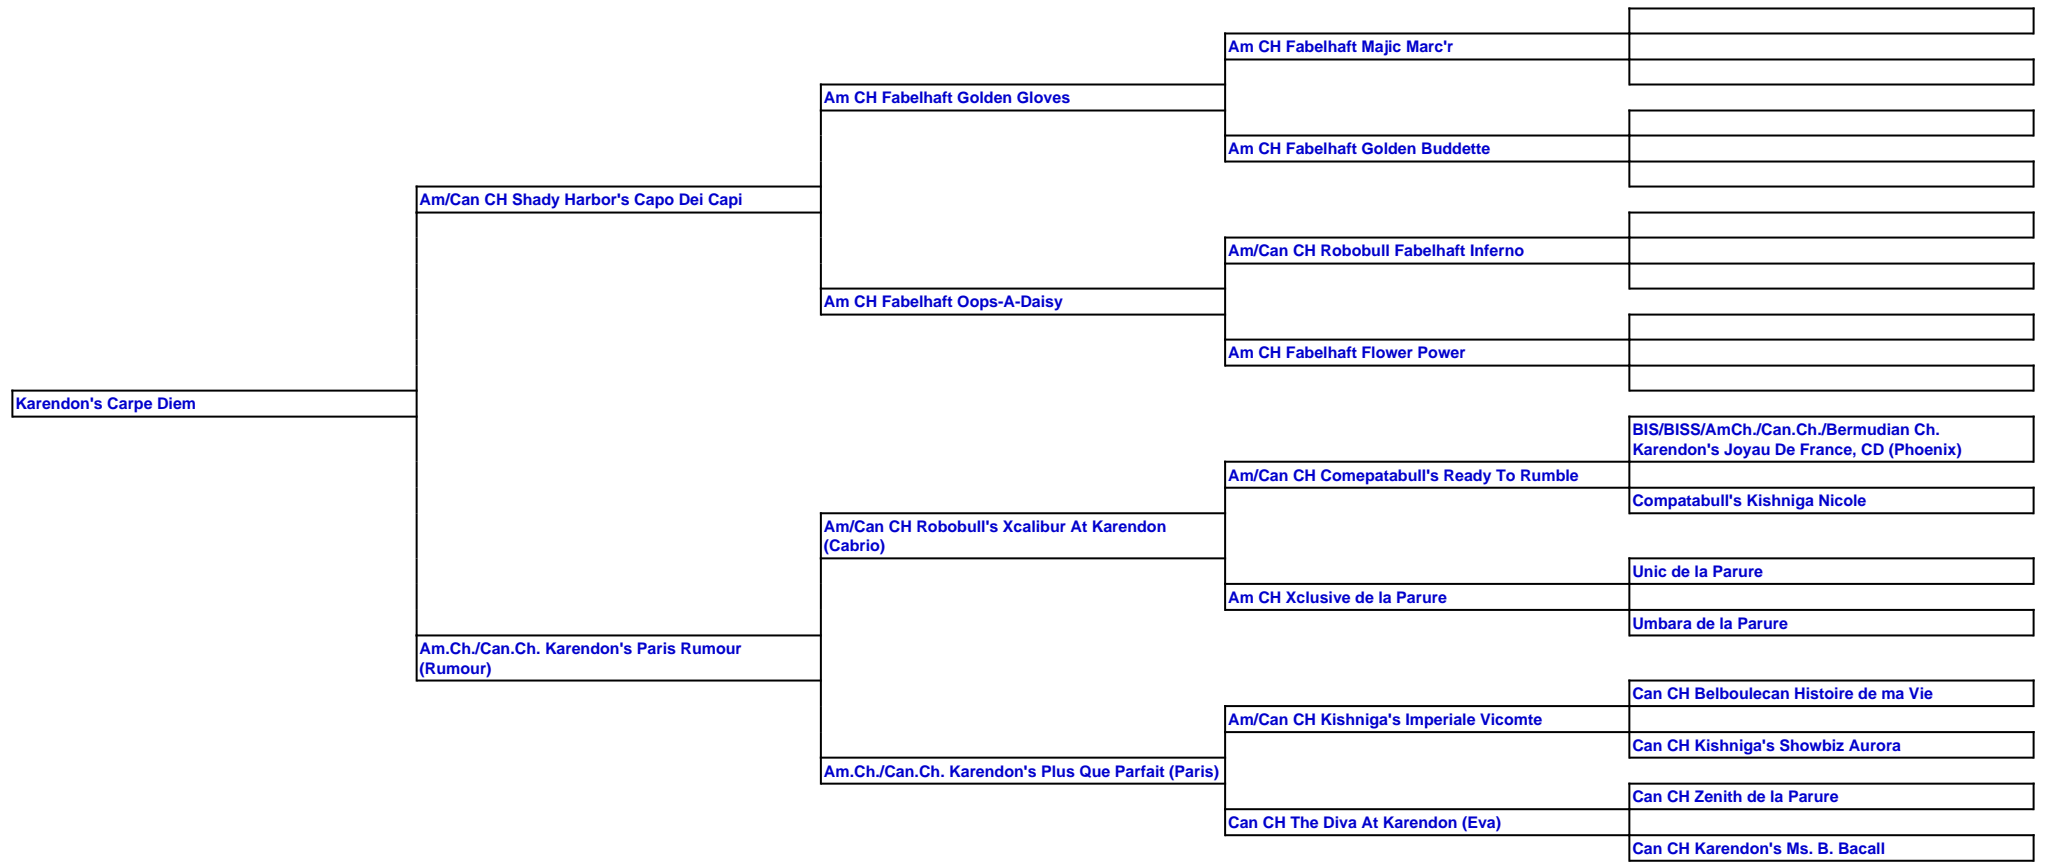 Am CH Fabelhaft Majic Marc'r
Am CH Fabelhaft Golden Gloves
Am CH Fabelhaft Golden Buddette
Am/Can CH Shady Harbor's Capo Dei Capi
Am/Can CH Robobull Fabelhaft Inferno
Am CH Fabelhaft Oops-A-Daisy
Am CH Fabelhaft Flower Power
Karendon's Carpe Diem
BIS/BISS/AmCh./Can.Ch./Bermudian Ch.
Karendon's Joyau De France, CD (Phoenix)
Am/Can CH Comepatabull's Ready To Rumble
Compatabull's Kishniga Nicole
Am/Can CH Robobull's Xcalibur At Karendon
(Cabrio)
Unic de la Parure
Am CH Xclusive de la Parure
Umbara de la Parure
Am.Ch./Can.Ch. Karendon's Paris Rumour
(Rumour)
Can CH Belboulecan Histoire de ma Vie
Am/Can CH Kishniga's Imperiale Vicomte
Can CH Kishniga's Showbiz Aurora
Am.Ch./Can.Ch. Karendon's Plus Que Parfait (Paris)
Can CH Zenith de la Parure
Can CH The Diva At Karendon (Eva)
Can CH Karendon's Ms. B. Bacall